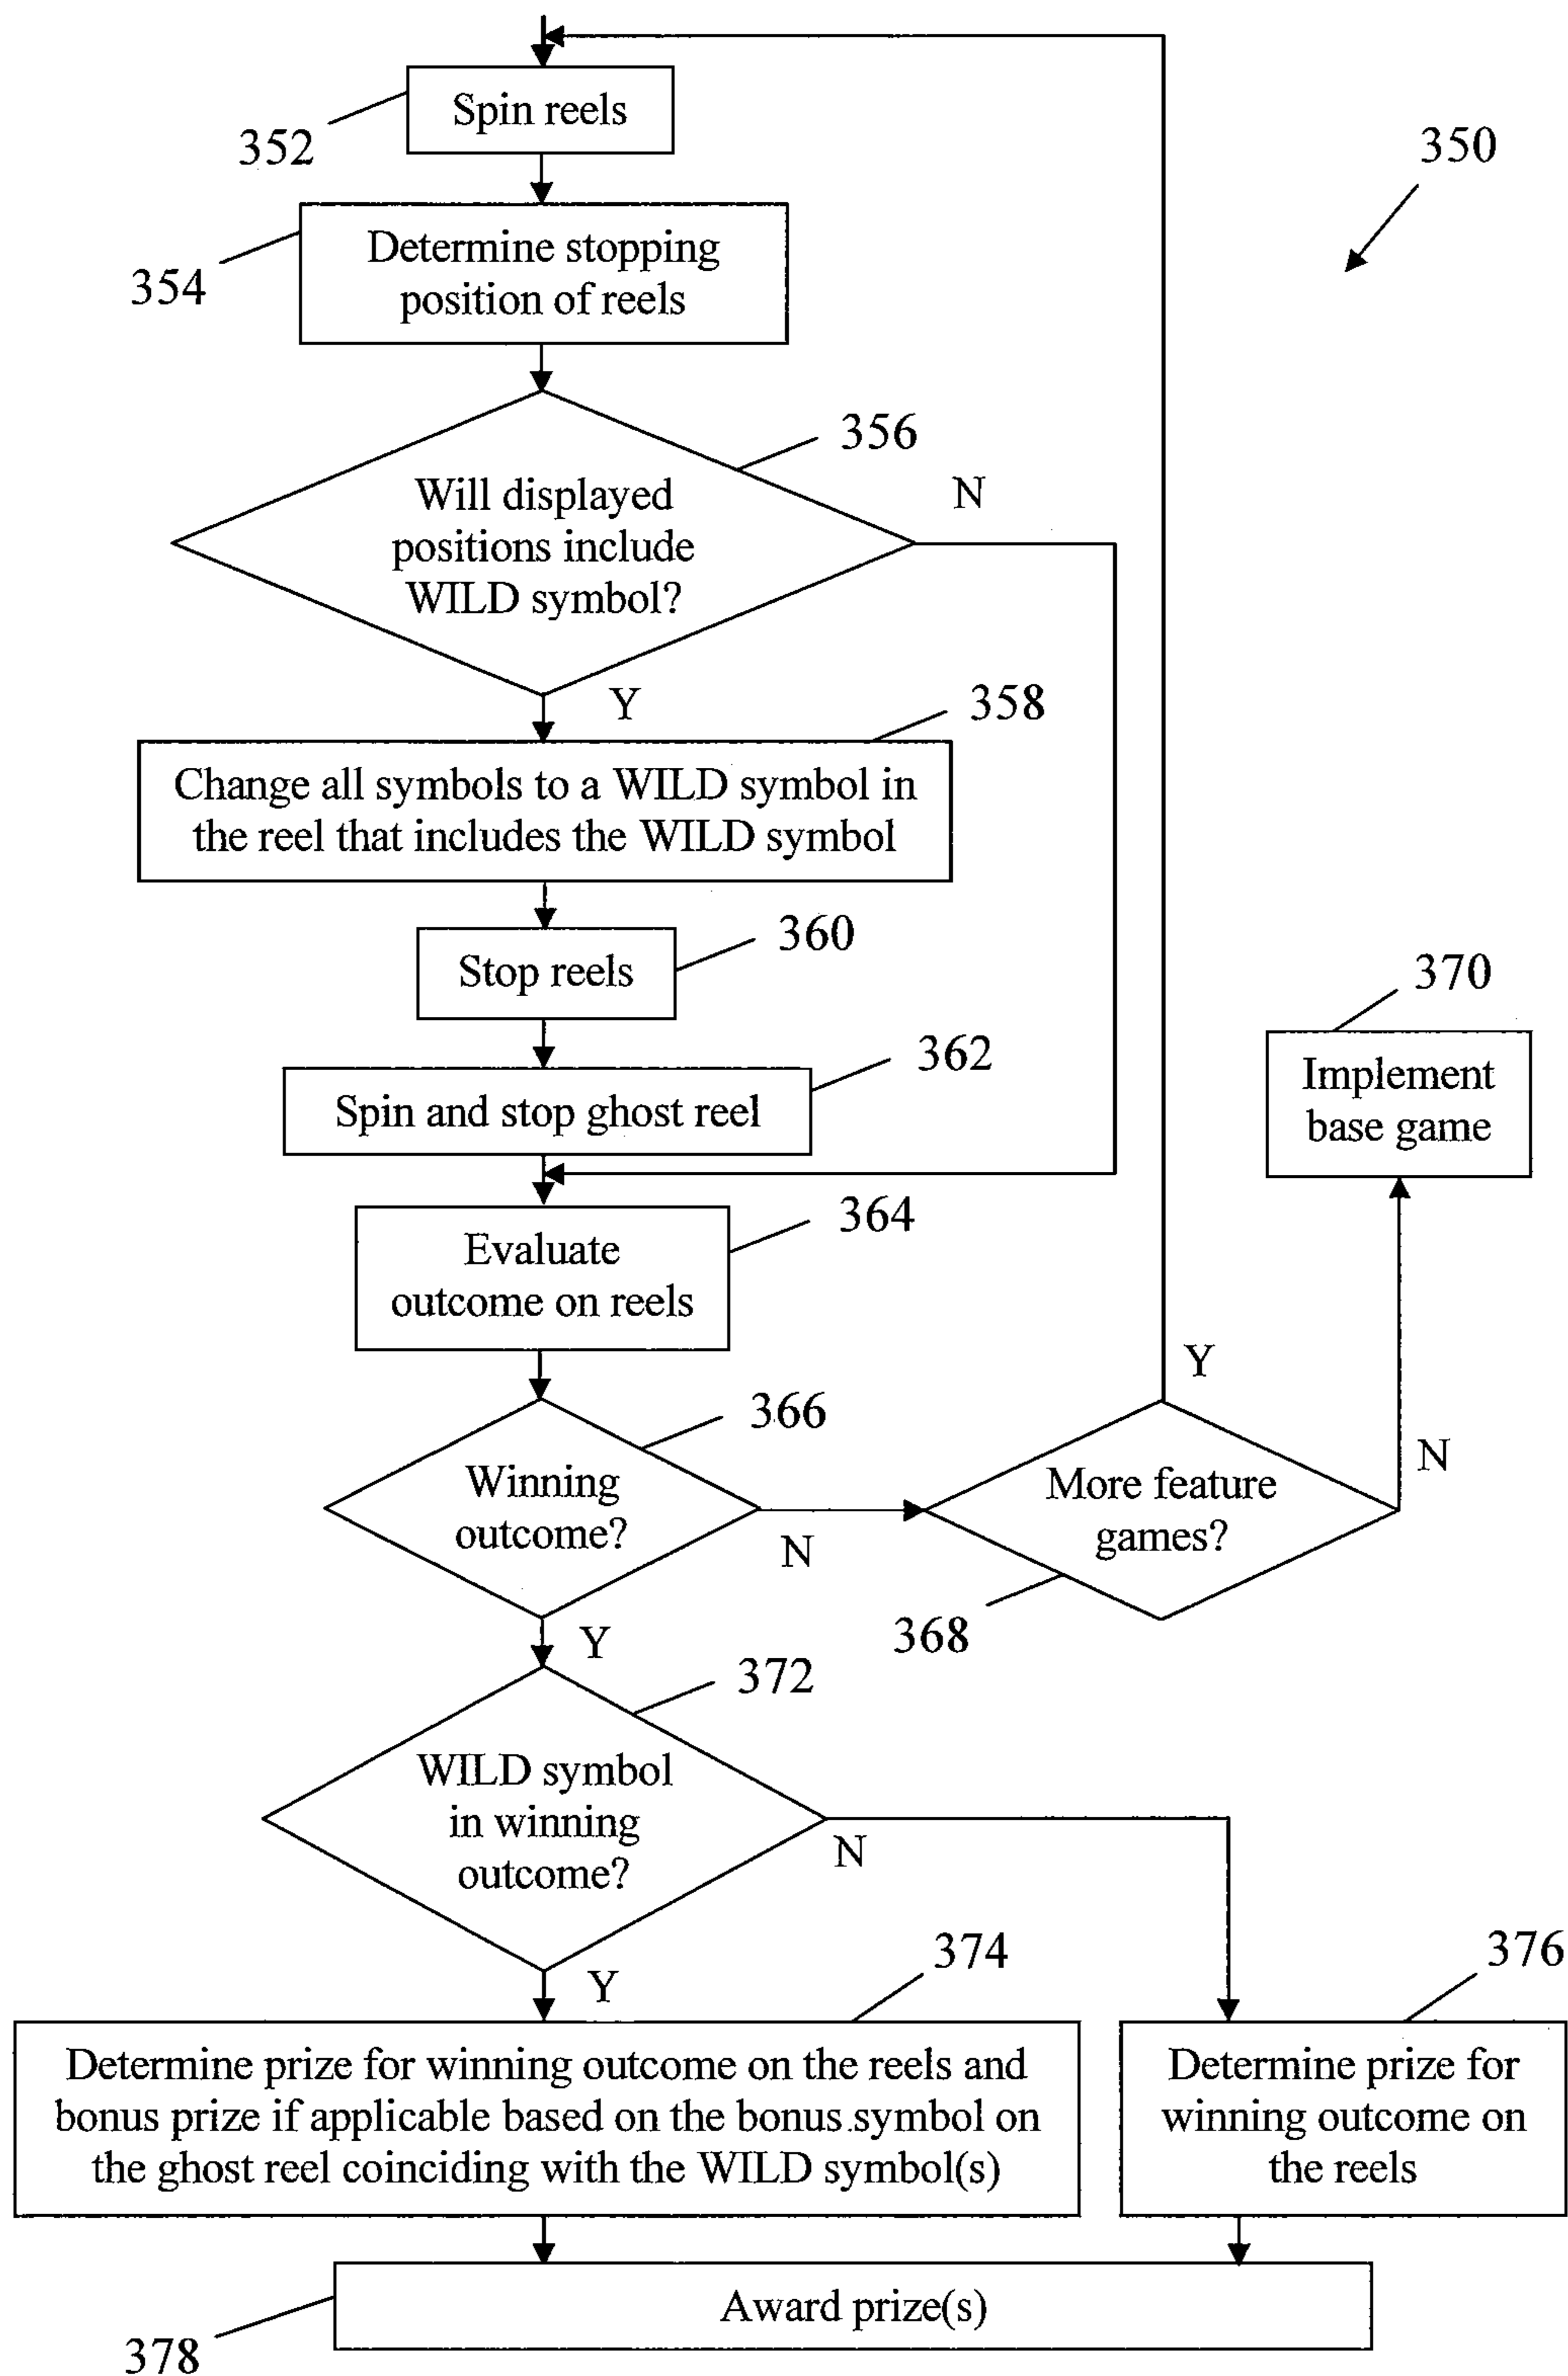 Spin reels
352
350
Determine stopping
position of reels
354
356
Will displayed
positions include
WILD symbol?
N
Y
358
Change all symbols to a WILD symbol in
the reel that includes the WILD symbol
360
Stop reels
370
362
Implement
base game
Spin and stop ghost reel
364
Evaluate
outcome on reels
Y
366
N
Winning
outcome?
More feature
games?
N
368
Y
372
WILD symbol
in winning
outcome?
N
374
376
Y
Determine prize for winning outcome on the reels and
bonus prize if applicable based on the bonus symbol on
the ghost reel coinciding with the WILD symbol(s)
Determine prize for
winning outcome on
the reels
Award prize(s)
378